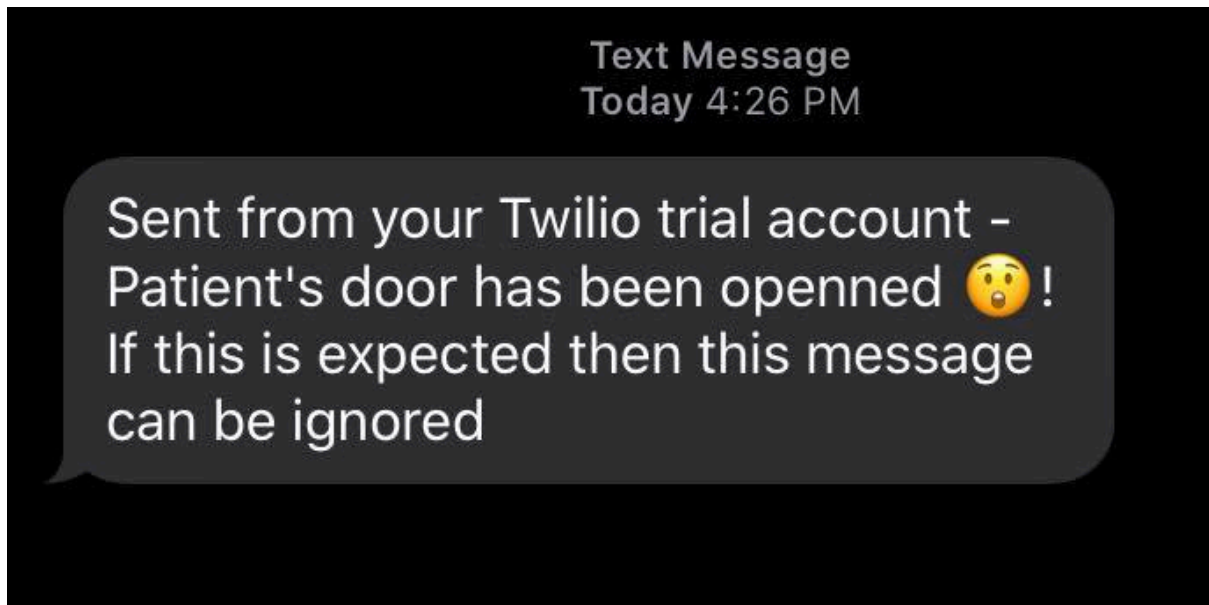 Text Message
Today 4:26 PM
Sent from your Twilio trial account -
Patient's door has been openned 😲!
If this is expected then this message
can be ignored